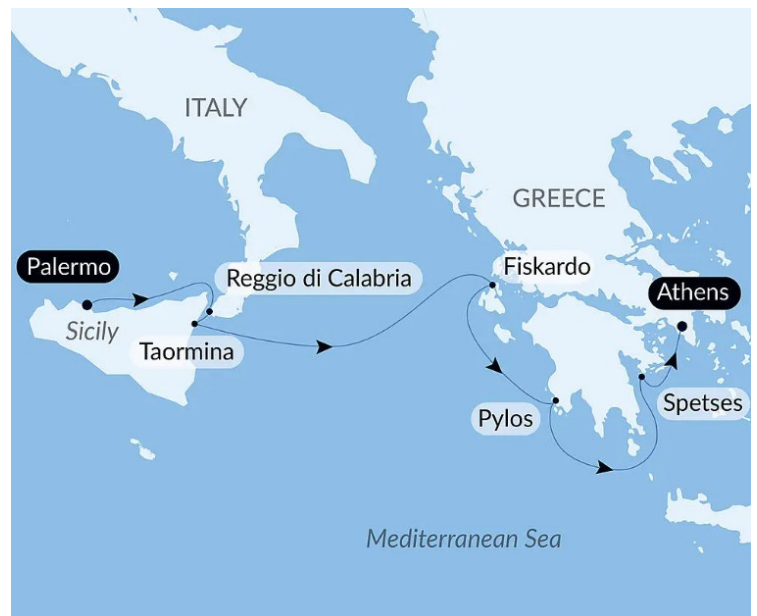 ITALY
GREECE
Palermo
Reggio di Calabria
Fiskardo
Athens
Sicily
Taormina
Pylos
Spetses
Mediterranean Sea